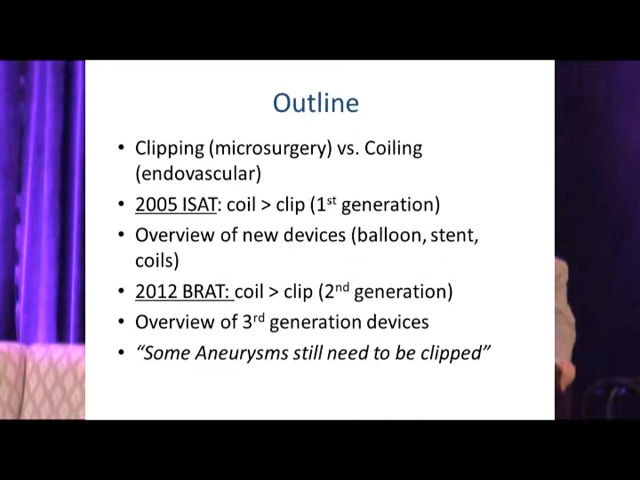 Outline
• Clipping (microsurgery) vs. Coiling
(endovascular)
• 2005 ISAT: coil > clip (1st generation)
• Overview of new devices (balloon, stent,
coils)
• 2012 BRAT: coil > clip (2nd generation)
• Overview of 3rd generation devices
• “Some Aneurysms still need to be clipped”